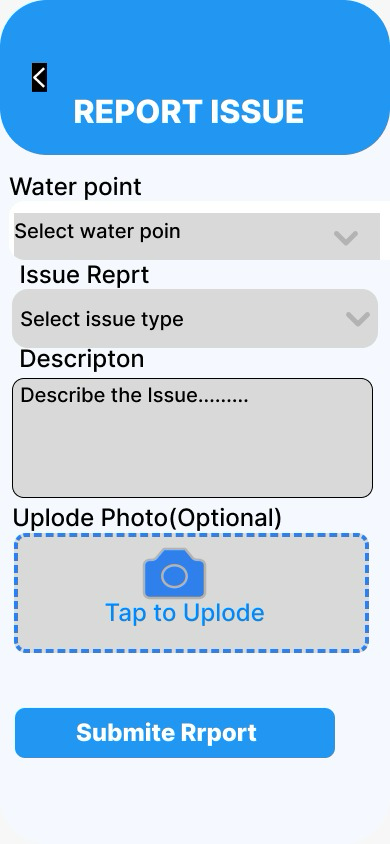 REPORT ISSUE
Water point
Select water poin
Issue Reprt
Select issue type
Descripton
Describe the Issue.........
Uplode Photo(Optional)
Tap to Uplode
Submite Rrport